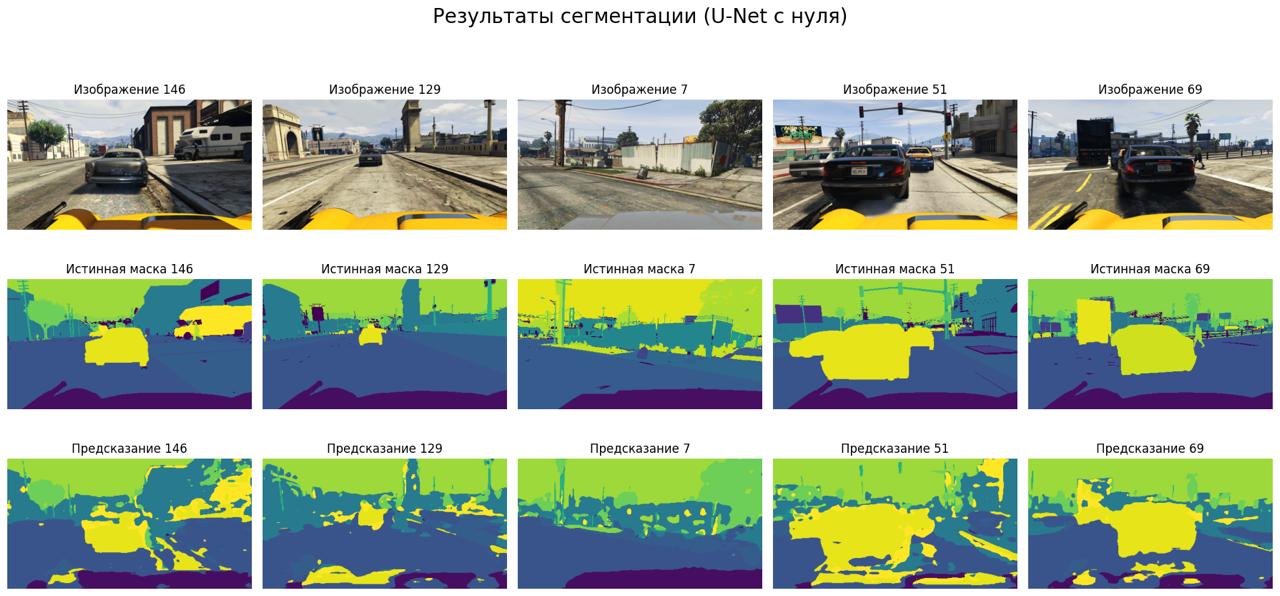 Результаты сегментации (U-Net с нуля)
Изображение 146
Изображение 129
Изображение 7
Изображение 51
Изображение 69
Истинная маска 146
Истинная маска 129
Истинная маска 7
Истинная маска 51
Истинная маска 69
Предсказание 146
Предсказание 129
Предсказание 7
Предсказание 51
Предсказание 69